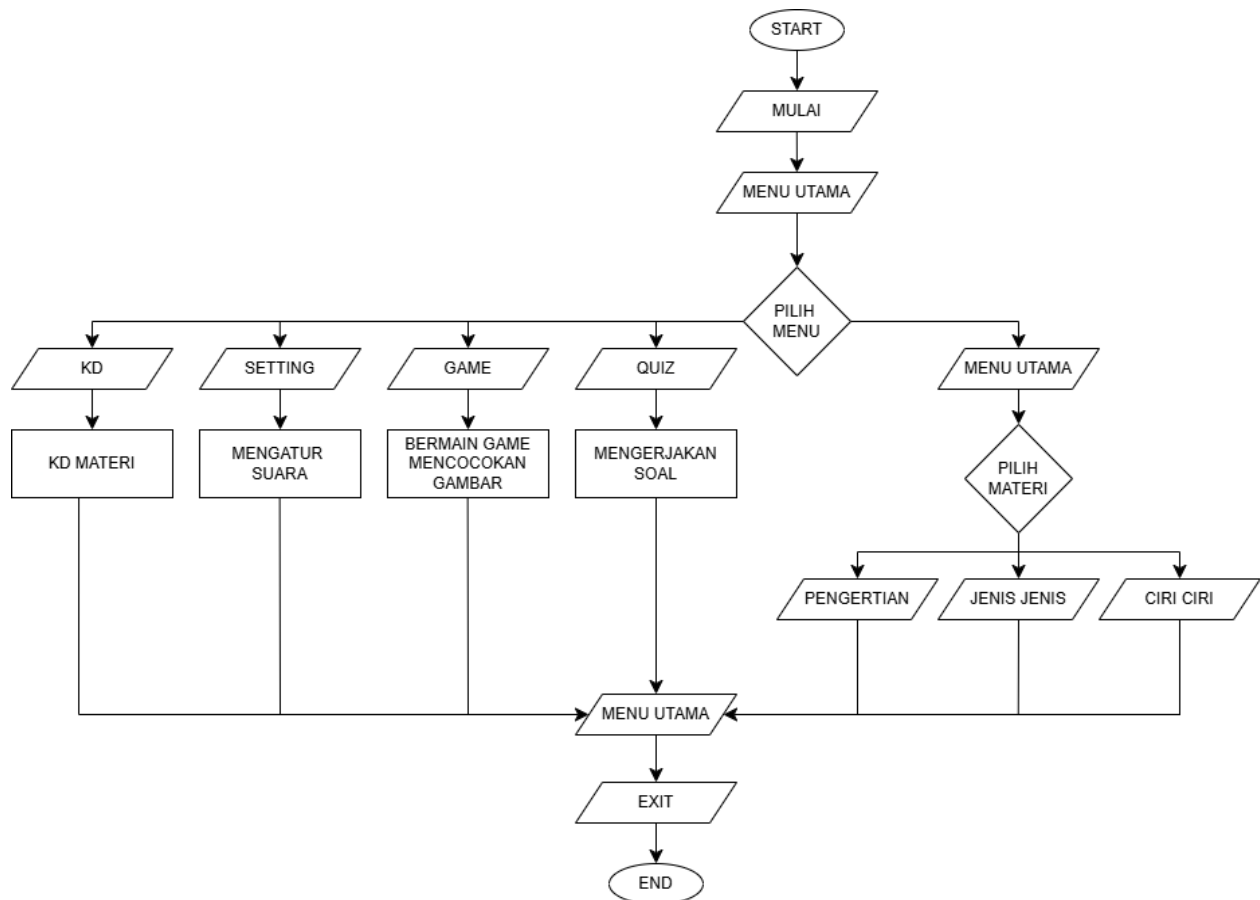 START
MULAI
MENU UTAMA
PILIH
MENU
KD
SETTING
GAME
QUIZ
MENU UTAMA
KD MATERI
MENGATUR
SUARA
BERMAIN GAME
MENCOCOKAN
GAMBAR
MENGERJAKAN
SOAL
PILIH
MATERI
PENGERTIAN
JENIS JENIS
CIRI CIRI
MENU UTAMA
EXIT
END